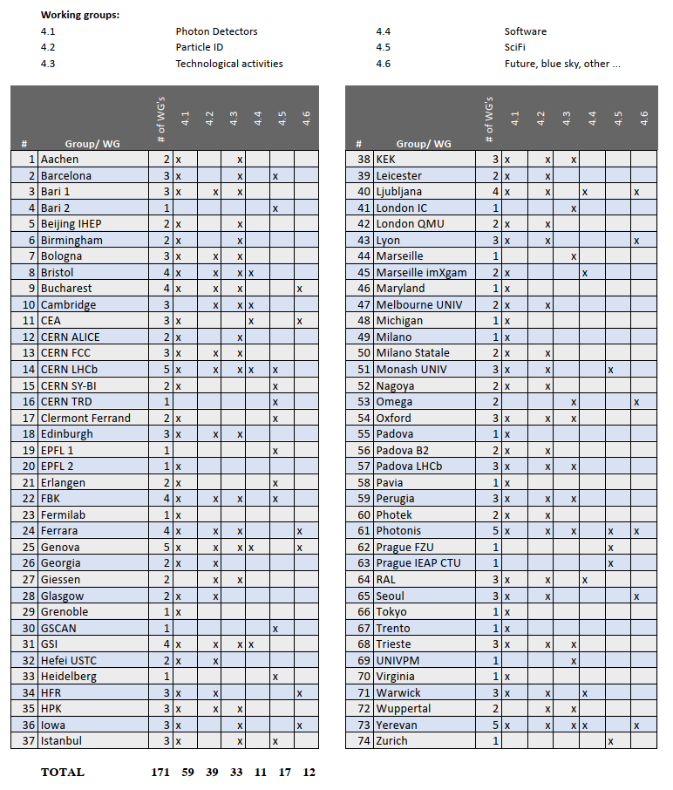 Working groups:
4.1 Photon Detectors 4.4 Software
4.2 Particle ID 4.5 SciFi
4.3 Technological activities 4.6 Future, blue sky, other ...
# Group/ WG # of WG's 4.1 4.2 4.3 4.4 4.5 4.6
1 Aachen 2 x x
2 Barcelona 3 x x x
3 Bari 1 3 x x x
4 Bari 2 1 x
5 Beijing IHEP 2 x x
6 Birmingham 2 x x
7 Bologna 3 x x x
8 Bristol 4 x x x x
9 Bucharest 4 x x x x
10 Cambridge 3 x x x
11 CEA 3 x x x
12 CERN ALICE 2 x x
13 CERN FCC 3 x x x
14 CERN LHCb 5 x x x x x
15 CERN SY-BI 2 x x
16 CERN TRD 1 x
17 Clermont Ferrand 2 x x
18 Edinburgh 3 x x x
19 EPFL 1 1 x
20 EPFL 2 1 x
21 Erlangen 2 x x
22 FBK 4 x x x x
23 Fermilab 1 x
24 Ferrara 4 x x x x
25 Genova 5 x x x x x
26 Georgia 2 x x
27 Giessen 2 x x
28 Glasgow 2 x x
29 Grenoble 1 x
30 GSCAN 1 x
31 GSI 4 x x x x
32 Hefei USTC 2 x x
33 Heidelberg 1 x
34 HFR 3 x x x
35 HPK 3 x x x
36 Iowa 3 x x x
37 Istanbul 3 x x x
TOTAL 171 59 39 33 11 17 12
# Group/ WG # of WG's 4.1 4.2 4.3 4.4 4.5 4.6
38 KEK 3 x x x
39 Leicester 2 x x
40 Ljubljana 4 x x x x
41 London IC 1 x
42 London QMU 2 x x
43 Lyon 3 x x x
44 Marseille 1 x
45 Marseille imXgam 2 x x
46 Maryland 1 x
47 Melbourne UNIV 2 x x
48 Michigan 1 x
49 Milano 1 x
50 Milano Statale 2 x x
51 Monash UNIV 3 x x x
52 Nagoya 2 x x
53 Omega 2 x x
54 Oxford 3 x x x
55 Padova 1 x
56 Padova B2 2 x x
57 Padova LHCb 3 x x x
58 Pavia 1 x
59 Perugia 3 x x x
60 Photek 2 x x
61 Photonis 5 x x x x x
62 Prague FZU 1 x
63 Prague IEAP CTU 1 x
64 RAL 3 x x x
65 Seoul 3 x x x
66 Tokyo 1 x
67 Trento 1 x
68 Trieste 3 x x x
69 UNIVPM 1 x
70 Virginia 1 x
71 Warwick 3 x x x
72 Wuppertal 2 x x
73 Yerevan 5 x x x x x
74 Zurich 1 x